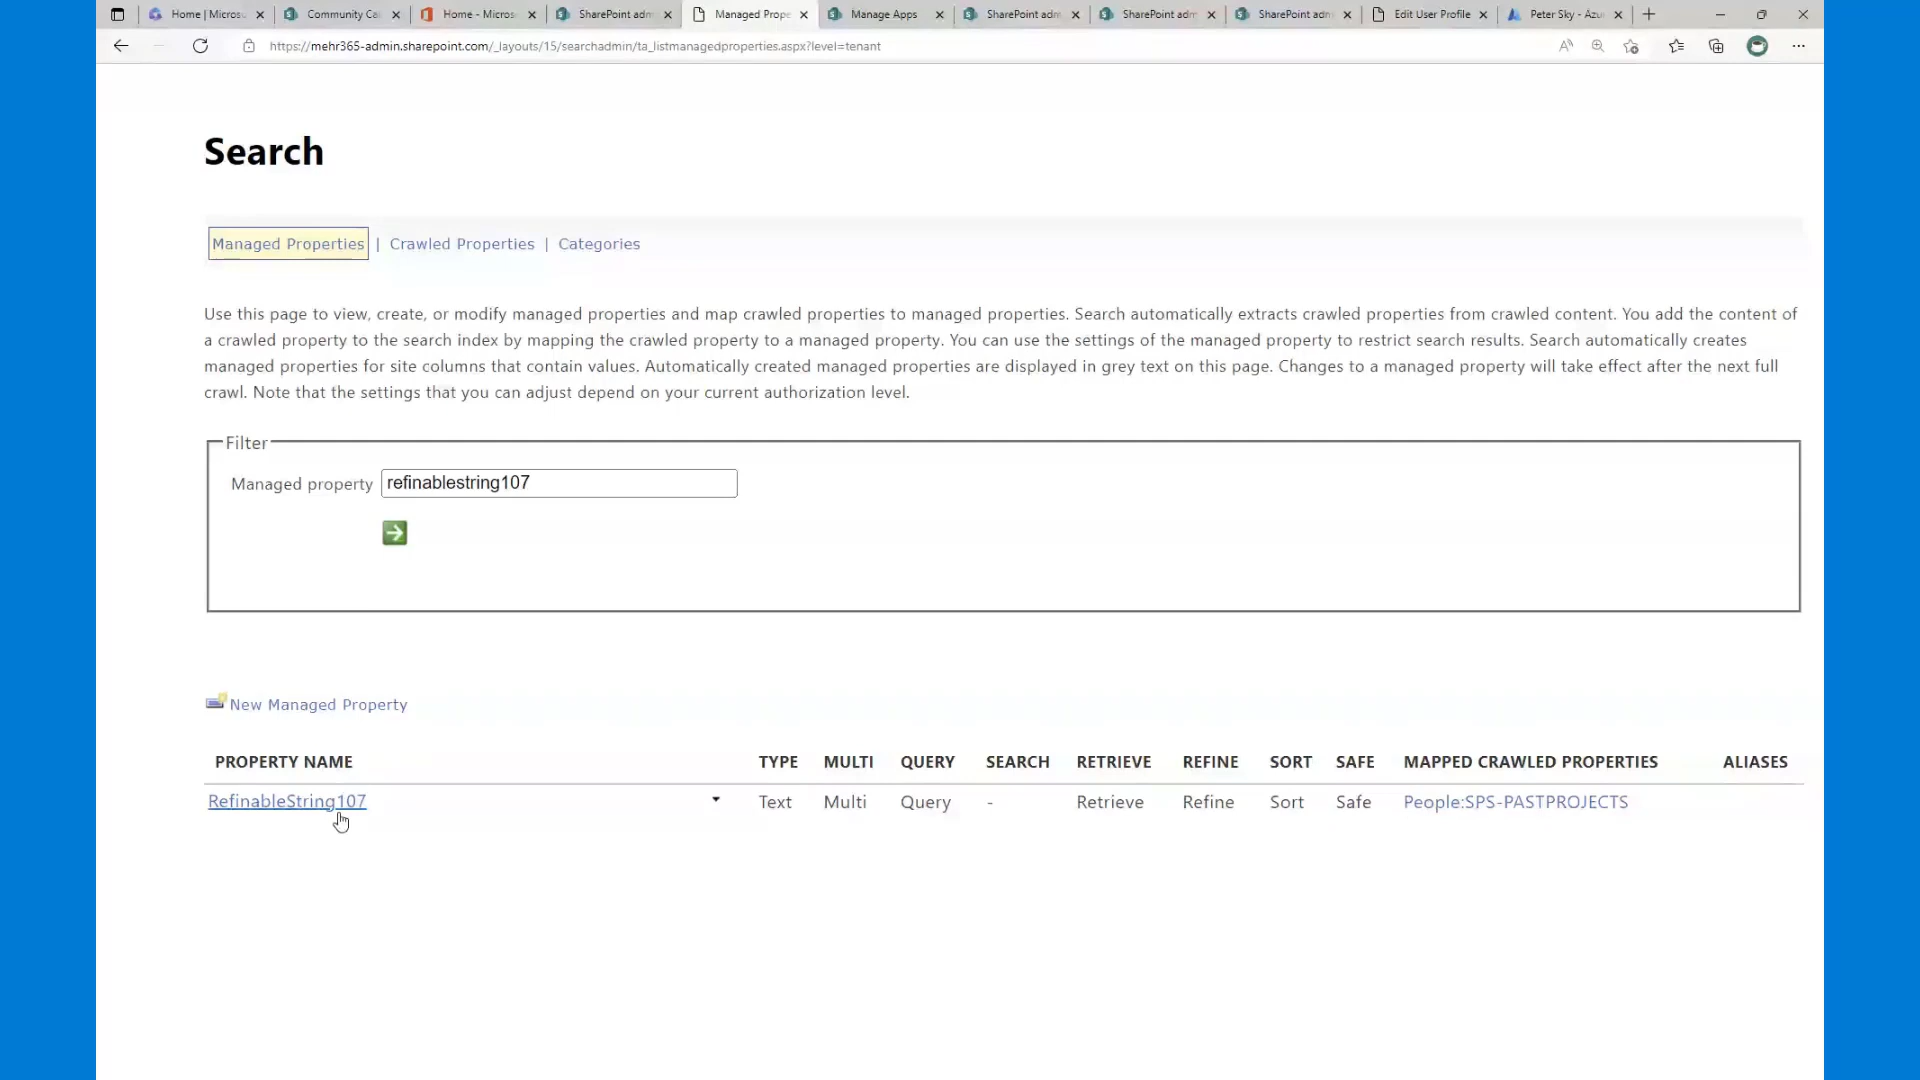 Home | Micros
Community Ca
Home - Micros
SharePoint adm
Managed Prope
Manage Apps
SharePoint adm
SharePoint adm
SharePoint adm
Edit User Profile
Peter Sky - Azu
https://mehr365-admin.sharepoint.com/_layouts/15/searchadmin/ta_listmanagedproperties.aspx?level=tenant
Search
Managed Properties | Crawled Properties | Categories
Use this page to view, create, or modify managed properties and map crawled properties to managed properties. Search automatically extracts crawled properties from crawled content. You add the content of
a crawled property to the search index by mapping the crawled property to a managed property. You can use the settings of the managed property to restrict search results. Search automatically creates
managed properties for site columns that contain values. Automatically created managed properties are displayed in grey text on this page. Changes to a managed property will take effect after the next full
crawl. Note that the settings that you can adjust depend on your current authorization level.
Filter
Managed property refinablestring107
New Managed Property
PROPERTY NAME TYPE MULTI QUERY SEARCH RETRIEVE REFINE SORT SAFE MAPPED CRAWLED PROPERTIES ALIASES
RefinableString107 Text Multi Query - Retrieve Refine Sort Safe People:SPS-PASTPROJECTS